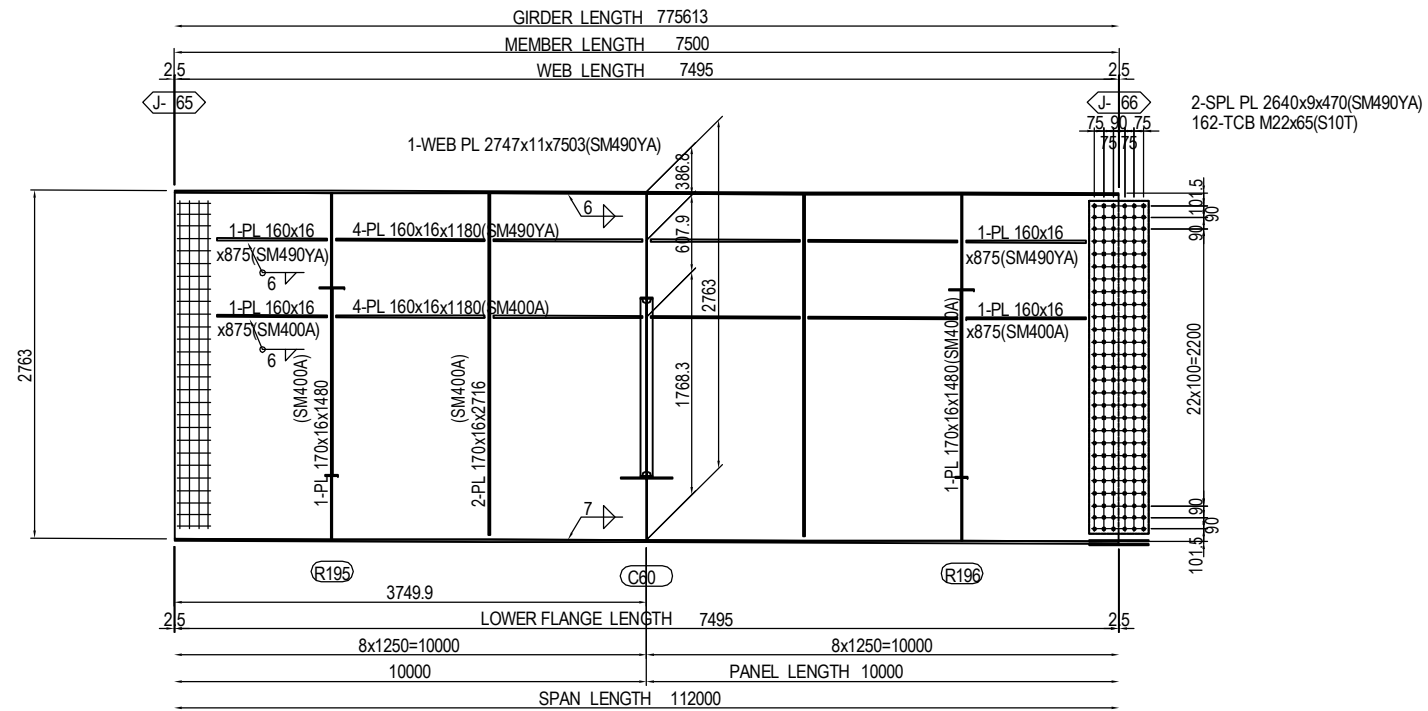 GIRDER LENGTH 775613
MEMBER LENGTH 7500
2.5 WEB LENGTH 7495 2.5
J- 65
J- 66
2-SPL PL 2640x9x470(SM490YA)
162-TCB M22x65(S10T)
75 90 75
75 75
1-WEB PL 2747x11x7503(SM490YA)
386.8
607.9
2763
1768.3
2763
6
1-PL 160x16
x875(SM490YA)
6
4-PL 160x16x1180(SM490YA)
1-PL 160x16
x875(SM490YA)
1-PL 160x16
x875(SM400A)
6
4-PL 160x16x1180(SM400A)
1-PL 160x16
x875(SM400A)
1-PL 170x16x1480
(SM400A)
2-PL 170x16x2716
(SM400A)
1-PL 170x16x1480(SM400A)
7
101.5
90
90
22x100=2200
90
90
101.5
R195
C60
R196
3749.9
2.5 LOWER FLANGE LENGTH 7495 2.5
8x1250=10000
8x1250=10000
10000
PANEL LENGTH 10000
SPAN LENGTH 112000